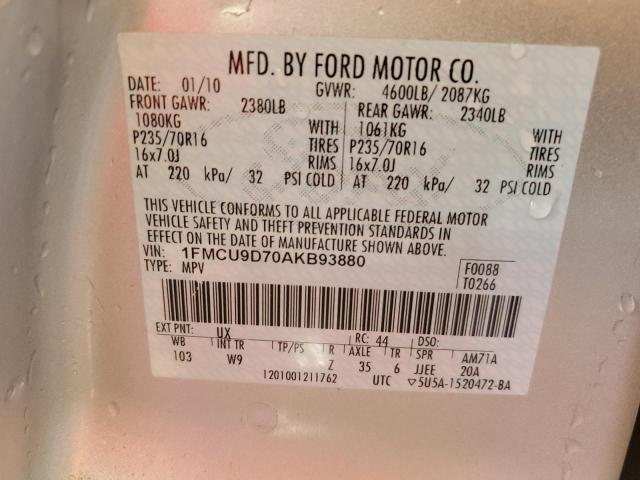 MFD. BY FORD MOTOR CO.
DATE: 01/10 GVWR: 4600LB/ 2087KG
FRONT GAWR: 2380LB REAR GAWR: 2340LB
1080KG WITH 1061KG WITH
P235/70R16 TIRES P235/70R16 TIRES
16x7.0J RIMS 16x7.0J RIMS
AT 220 kPa/ 32 PSI COLD AT 220 kPa/ 32 PSI COLD
THIS VEHICLE CONFORMS TO ALL APPLICABLE FEDERAL MOTOR
VEHICLE SAFETY AND THEFT PREVENTION STANDARDS IN
EFFECT ON THE DATE OF MANUFACTURE SHOWN ABOVE.
VIN: 1FMCU9D70AKB93880 F0088
TYPE: MPV T0266
EXT PNT: UX RC: 44 DSO:
WB INT TR TP/PS R AXLE TR SPR AM71A
103 W9 Z 35 6 JJEE 20A
1201001211762 UTC ▽5U5A-1520472-BA